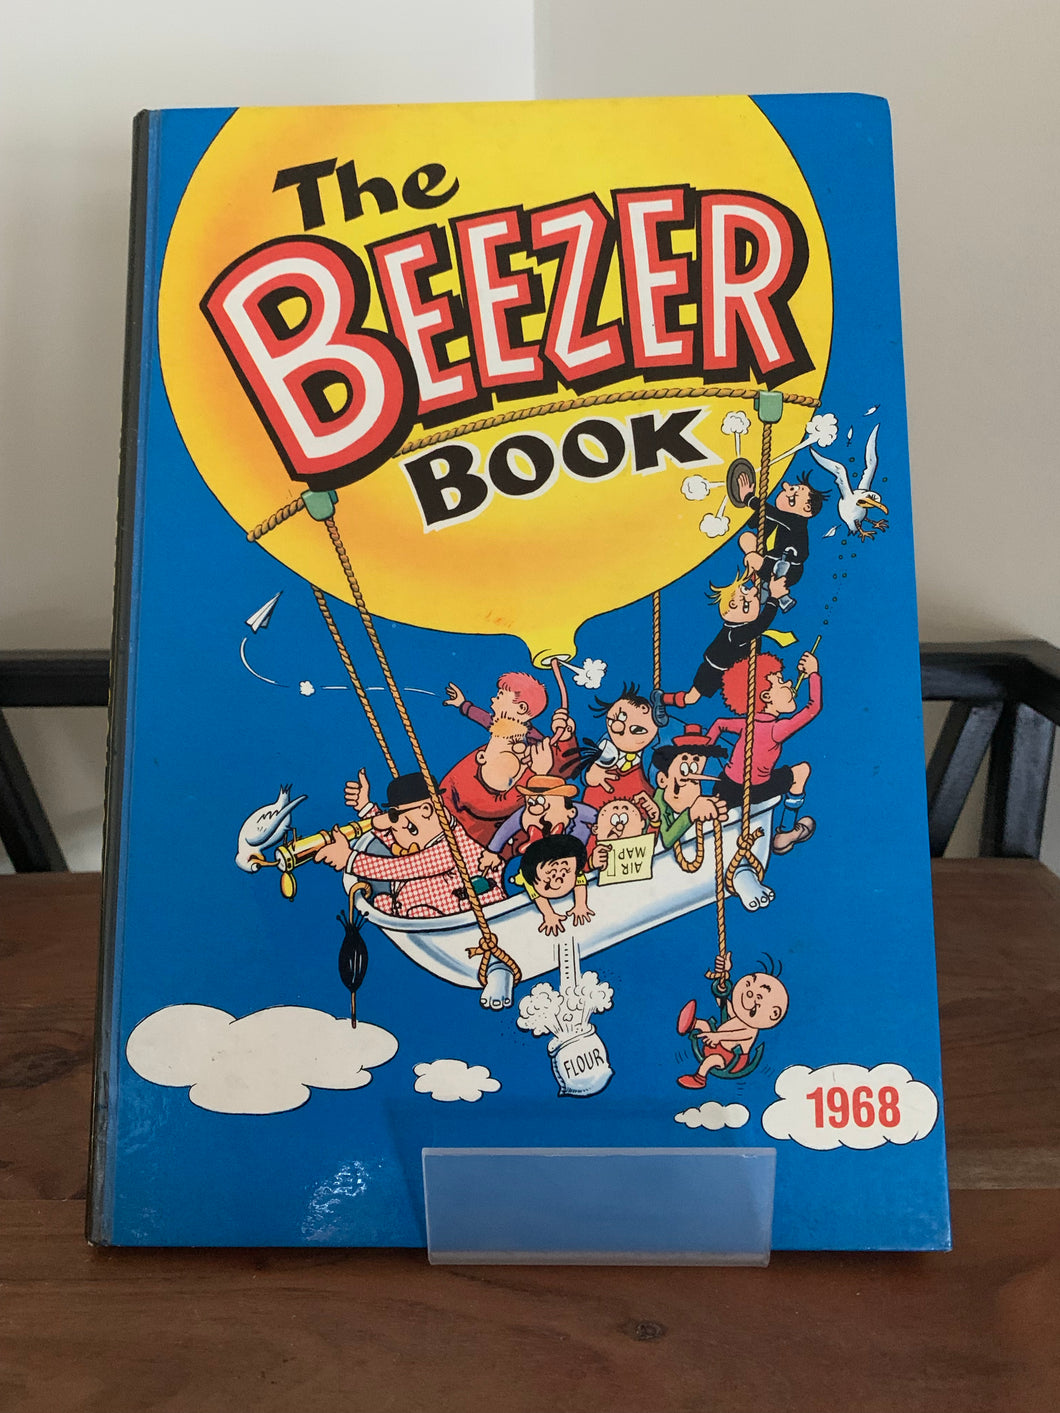 The
BEEZER
BOOK
AIR
MAP
FLOUR
1968